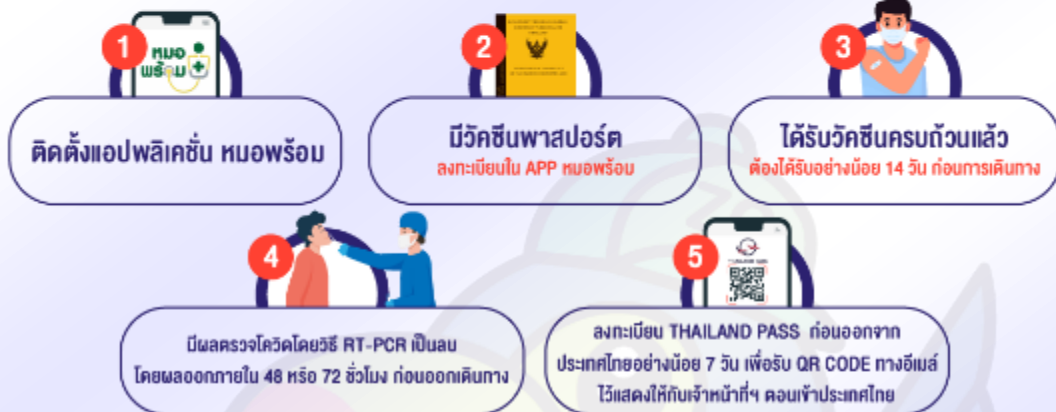 1
หมอ
พร้อม
ติดตั้งแอปพลิเคชั่น หมอพร้อม
2
มีวัคซีนพาสปอร์ต
ลงทะเบียนใน APP หมอพร้อม
3
ได้รับวัคซีนครบถ้วนแล้ว
ต้องได้รับอย่างน้อย 14 วัน ก่อนการเดินทาง
4
มีผลตรวจโควิดโดยวิธี RT-PCR เป็นลบ
โดยผลออกภายใน 48 หรือ 72 ชั่วโมง ก่อนออกเดินทาง
5
ลงทะเบียน THAILAND PASS ก่อนออกจาก
ประเทศไทยอย่างน้อย 7 วัน เพื่อรับ QR CODE ทางอีเมล์
ไว้แสดงให้กับเจ้าหน้าที่ฯ ตอนเข้าประเทศไทย